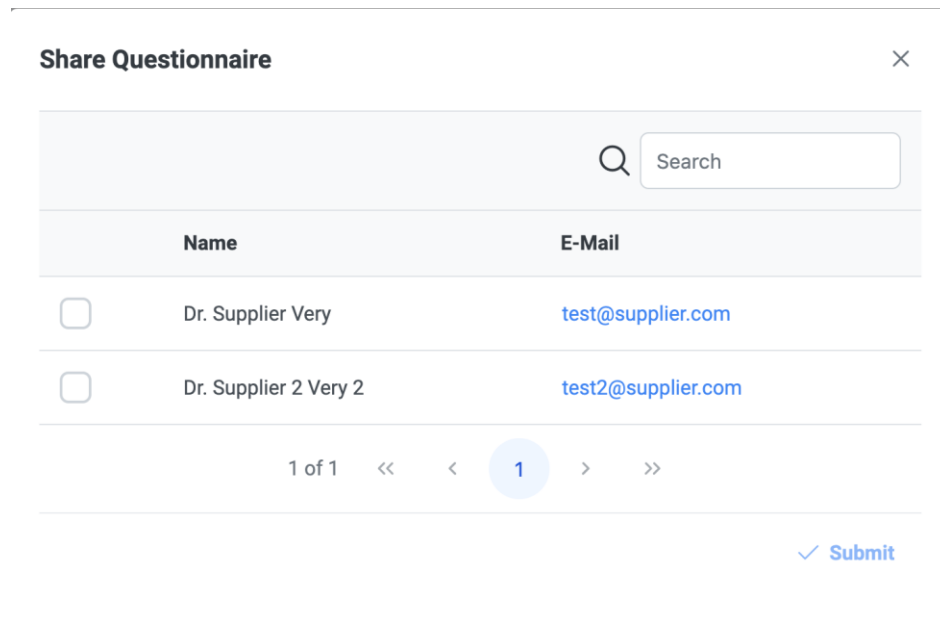 Share Questionnaire
Search
Name E-Mail
Dr. Supplier Very test@supplier.com
Dr. Supplier 2 Very 2 test2@supplier.com
1 of 1 << < 1 > >>
Submit